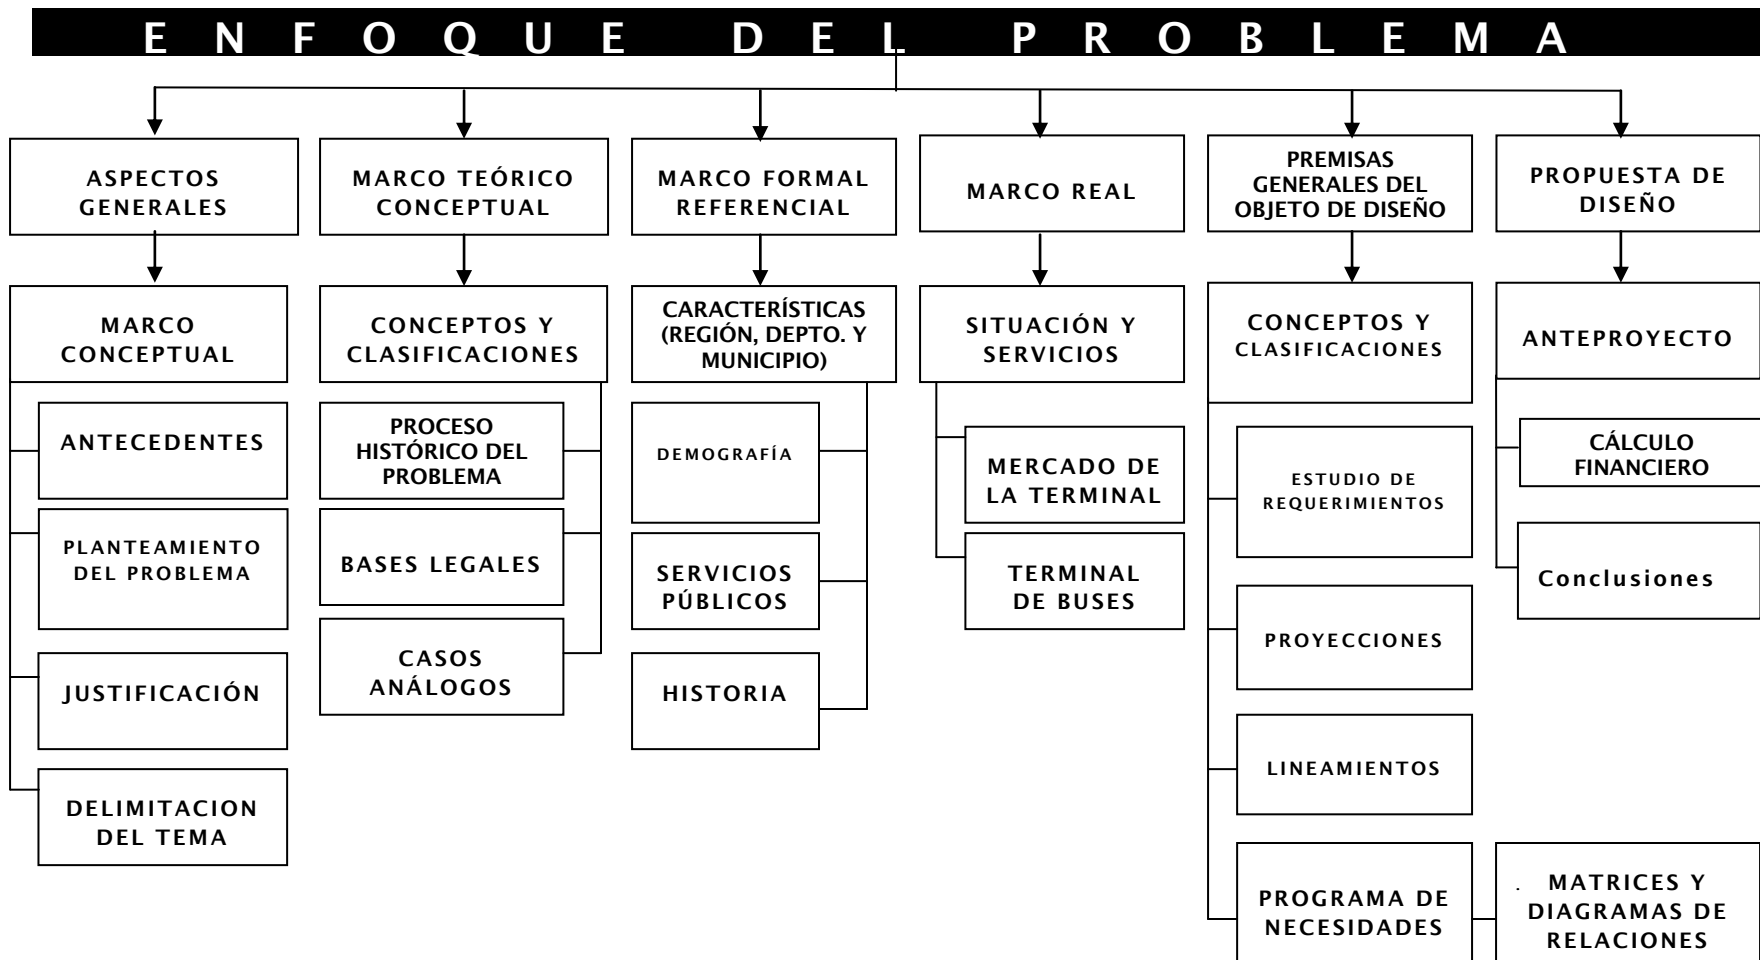 ENFOQUE DEL PROBLEMA
ASPECTOS
GENERALES
MARCO TEÓRICO
CONCEPTUAL
MARCO FORMAL
REFERENCIAL
MARCO REAL
PREMISAS
GENERALES DEL
OBJETO DE DISEÑO
PROPUESTA DE
DISEÑO
MARCO
CONCEPTUAL
CONCEPTOS Y
CLASIFICACIONES
CARACTERÍSTICAS
(REGIÓN, DEPTO. Y
MUNICIPIO)
SITUACIÓN Y
SERVICIOS
CONCEPTOS Y
CLASIFICACIONES
ANTEPROYECTO
ANTECEDENTES
PLANTEAMIENTO
DEL PROBLEMA
JUSTIFICACIÓN
DELIMITACION
DEL TEMA
PROCESO
HISTÓRICO DEL
PROBLEMA
BASES LEGALES
CASOS
ANÁLOGOS
DEMOGRAFÍA
SERVICIOS
PÚBLICOS
HISTORIA
MERCADO DE
LA TERMINAL
TERMINAL
DE BUSES
ESTUDIO DE
REQUERIMIENTOS
PROYECCIONES
LINEAMIENTOS
PROGRAMA DE
NECESIDADES
CÁLCULO
FINANCIERO
Conclusiones
. MATRICES Y
DIAGRAMAS DE
RELACIONES